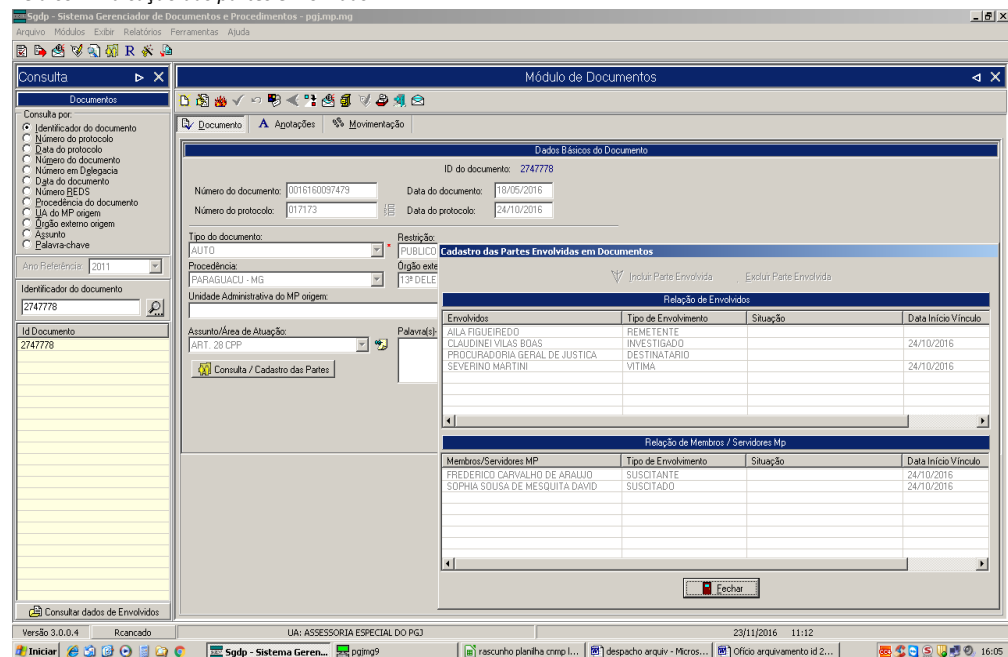 Sgdp - Sistema Gerenciador de Documentos e Procedimentos - pgj.mp.mg
Arquivo Módulos Exibir Relatórios Ferramentas Ajuda
Consulta
Módulo de Documentos
Documentos
Consulta por:
Identificador do documento
Número do protocolo
Data do protocolo
Número do documento
Número em Delegacia
Data do documento
Número REDS
Procedência do documento
UA do MP origem
Órgão externo origem
Assunto
Palavra-chave
Ano Referência: 2011
Identificador do documento
2747778
Id Documento
2747778
Consultar dados de Envolvidos
Documento Anotações Movimentação
Dados Básicos do Documento
ID do documento: 2747778
Número do documento: 0016160097479 Data do documento: 18/05/2016
Número do protocolo: 017173 Data do protocolo: 24/10/2016
Tipo do documento: Restrição:
AUTO * PUBLICO
Procedência: Órgão exte
PARAGUACU - MG 13ª DELE
Unidade Administrativa do MP origem:
Assunto/Área de Atuação: Palavra(s)-
ART. 28 CPP
Consulta / Cadastro das Partes
Cadastro das Partes Envolvidas em Documentos
Incluir Parte Envolvida Excluir Parte Envolvida
Relação de Envolvidos
Envolvidos Tipo de Envolvimento Situação Data Início Vínculo
AILA FIGUEIREDO REMETENTE
CLAUDINEI VILAS BOAS INVESTIGADO 24/10/2016
PROCURADORIA GERAL DE JUSTICA DESTINATARIO
SEVERINO MARTINI VITIMA 24/10/2016
Relação de Membros / Servidores Mp
Membros/Servidores MP Tipo de Envolvimento Situação Data Início Vínculo
FREDERICO CARVALHO DE ARAUJO SUSCITANTE 24/10/2016
SOPHIA SOUSA DE MESQUITA DAVID SUSCITADO 24/10/2016
Fechar
Versão 3.0.0.4 Rcancado UA: ASSESSORIA ESPECIAL DO PGJ 23/11/2016 11:12
Iniciar Sgdp - Sistema Geren... pgjmg9 rascunho planilha cnmp l... despacho arquiv - Micros... Ofício arquivamento id 2... 16:05